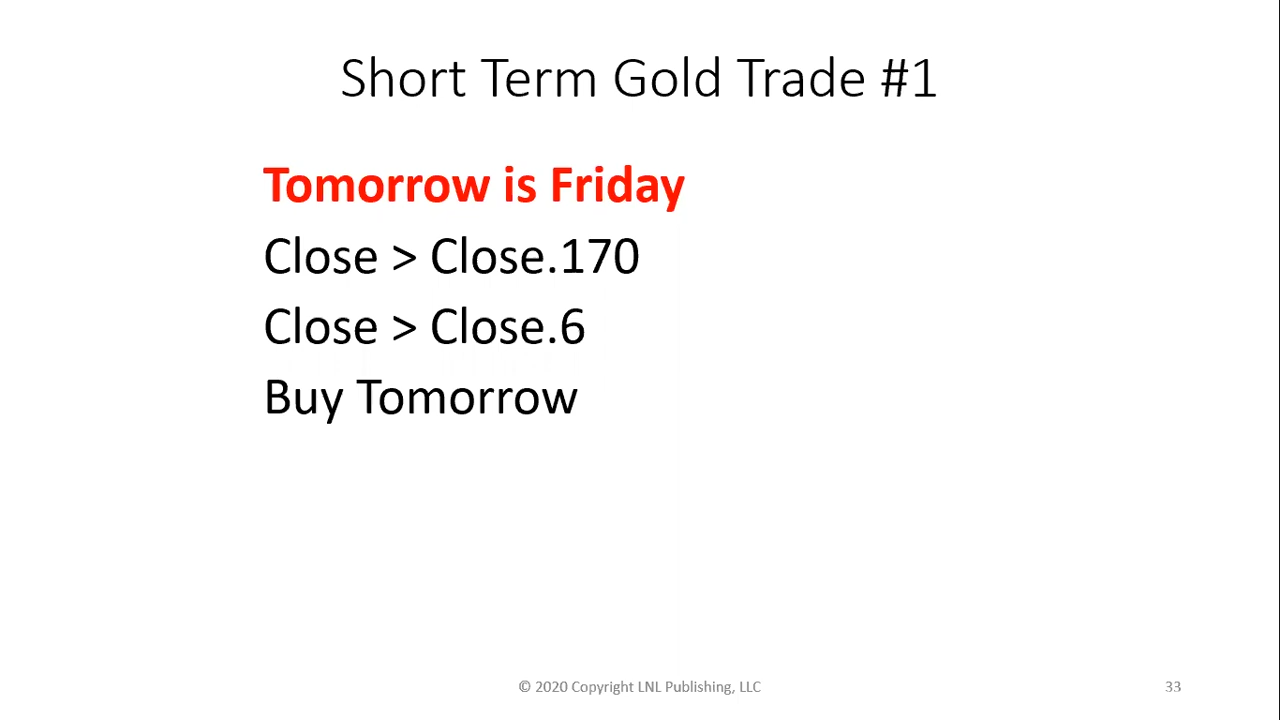 Short Term Gold Trade #1
Tomorrow is Friday
Close > Close.170
Close > Close.6
Buy Tomorrow
© 2020 Copyright LNL Publishing, LLC
33